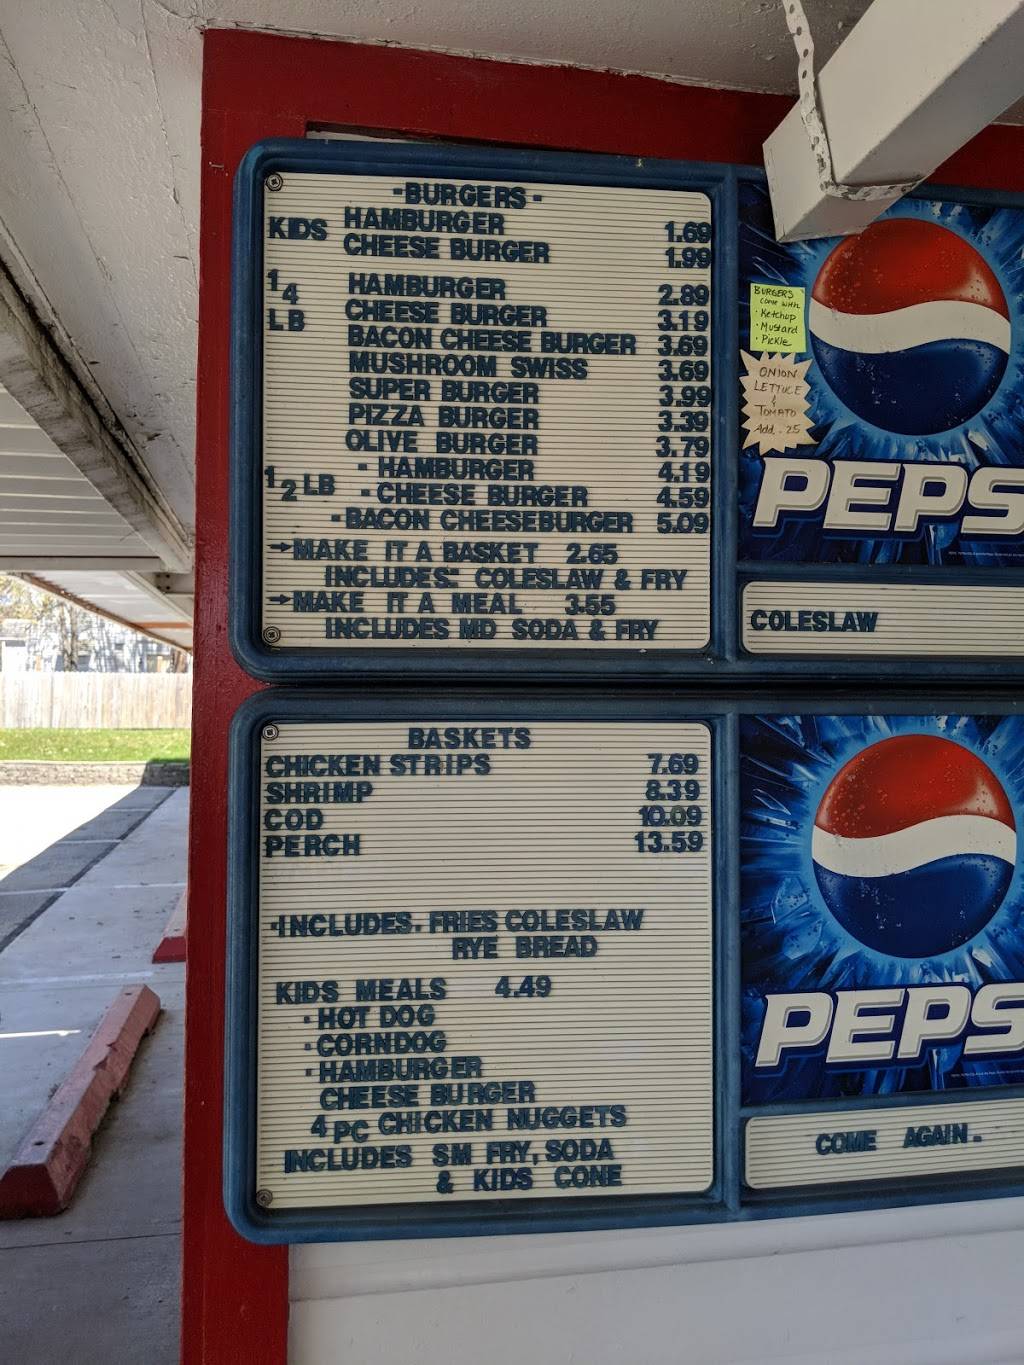 -BURGERS-
KIDS HAMBURGER 1.69
CHEESE BURGER 1.99
1 4 LB HAMBURGER 2.89
CHEESE BURGER 3.19
BACON CHEESE BURGER 3.69
MUSHROOM SWISS 3.69
SUPER BURGER 3.99
PIZZA BURGER 3.39
OLIVE BURGER 3.79
1 2 LB - HAMBURGER 4.19
- CHEESE BURGER 4.59
- BACON CHEESEBURGER 5.09
→MAKE IT A BASKET 2.65
INCLUDES: COLESLAW & FRY
→MAKE IT A MEAL 3.55
INCLUDES MD SODA & FRY
BURGERS
come with
· Ketchup
· Mustard
· Pickle
ONION
LETTUCE
&
TOMATO
Add .25
PEPS
COLESLAW
BASKETS
CHICKEN STRIPS 7.69
SHRIMP 8.39
COD 10.09
PERCH 13.59
-INCLUDES. FRIES COLESLAW
RYE BREAD
KIDS MEALS 4.49
- HOT DOG
- CORNDOG
- HAMBURGER
CHEESE BURGER
4PC CHICKEN NUGGETS
INCLUDES SM FRY, SODA
& KIDS CONE
PEPS
COME AGAIN.